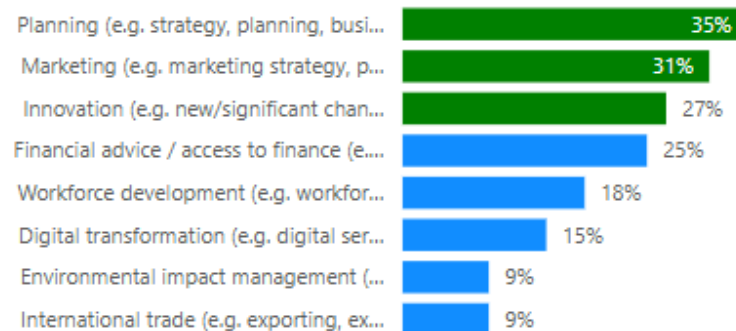 Planning (e.g. strategy, planning, busi... 35%
Marketing (e.g. marketing strategy, p... 31%
Innovation (e.g. new/significant chan... 27%
Financial advice / access to finance (e.... 25%
Workforce development (e.g. workfor... 18%
Digital transformation (e.g. digital ser... 15%
Environmental impact management (... 9%
International trade (e.g. exporting, ex... 9%